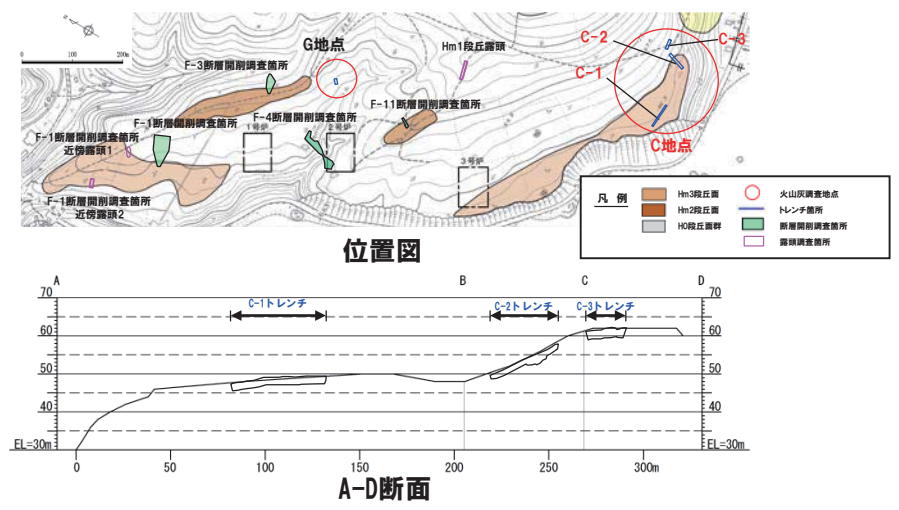 0 100 200m
G地点
C-2
C-3
Hm1段丘露頭
F-3断層開削調査箇所
C-1
F-11断層開削調査箇所
F-1断層開削調査箇所
F-4断層開削調査箇所
1号炉
2号炉
F-1断層開削調査箇所
近傍露頭1
C地点
3号炉
F-1断層開削調査箇所
近傍露頭2
凡 例
Hm3段丘面
Hm2段丘面
H0段丘面群
火山灰調査地点
トレンチ箇所
断層開削調査箇所
露頭調査箇所
位置図
A B C D
70 70
C-1トレンチ C-2トレンチ C-3トレンチ
60 60
50 50
40 40
EL=30m EL=30m
0 50 100 150 200 250 300m
A-D断面